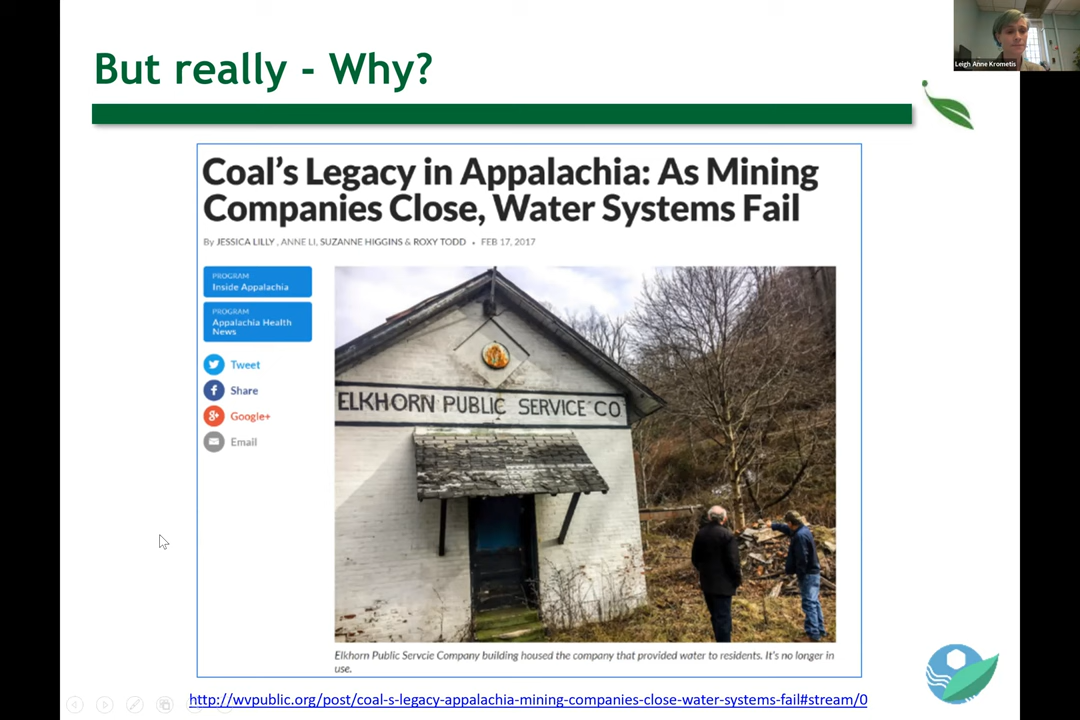 But really - Why?
Leigh Anne Krometis
Coal's Legacy in Appalachia: As Mining
Companies Close, Water Systems Fail
By JESSICA LILLY , ANNE LI, SUZANNE HIGGINS & ROXY TODD • FEB 17, 2017
PROGRAM
Inside Appalachia
PROGRAM
Appalachia Health
News
Tweet
Share
Google+
Email
ELKHORN PUBLIC SERVICE CO
Elkhorn Public Servcie Company building housed the company that provided water to residents. It's no longer in
use.
http://wvpublic.org/post/coal-s-legacy-appalachia-mining-companies-close-water-systems-fail#stream/0